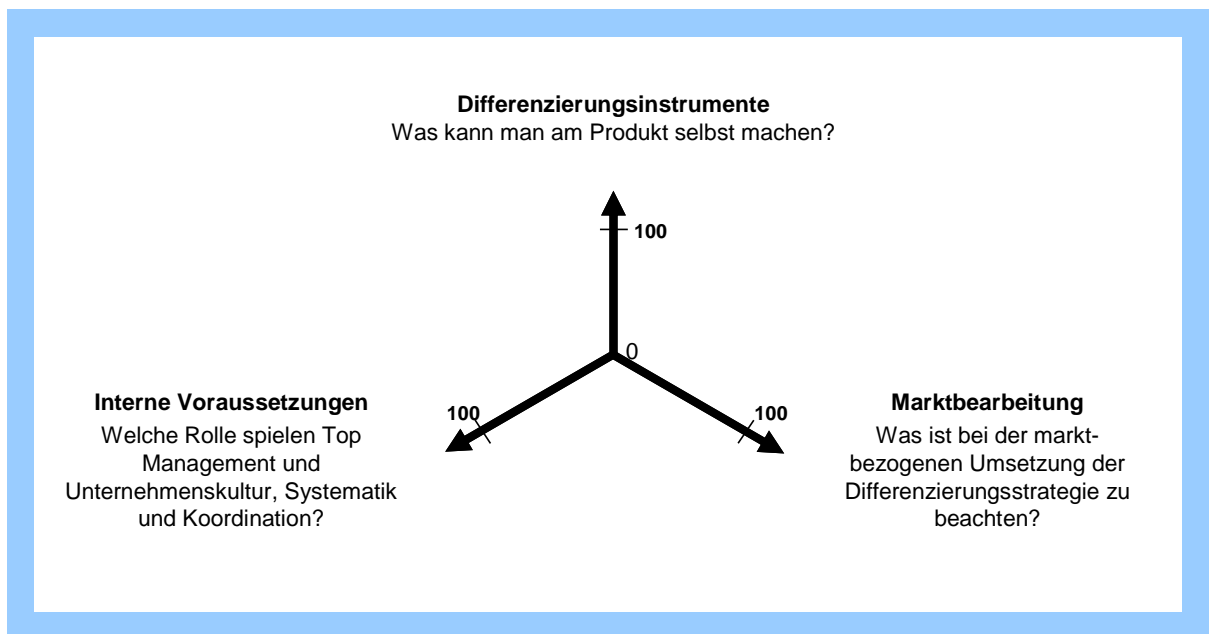 Differenzierungsinstrumente
Was kann man am Produkt selbst machen?
100
0
Interne Voraussetzungen
Welche Rolle spielen Top
Management und
Unternehmenskultur, Systematik
und Koordination?
100
100
Marktbearbeitung
Was ist bei der markt-
bezogenen Umsetzung der
Differenzierungsstrategie zu
beachten?